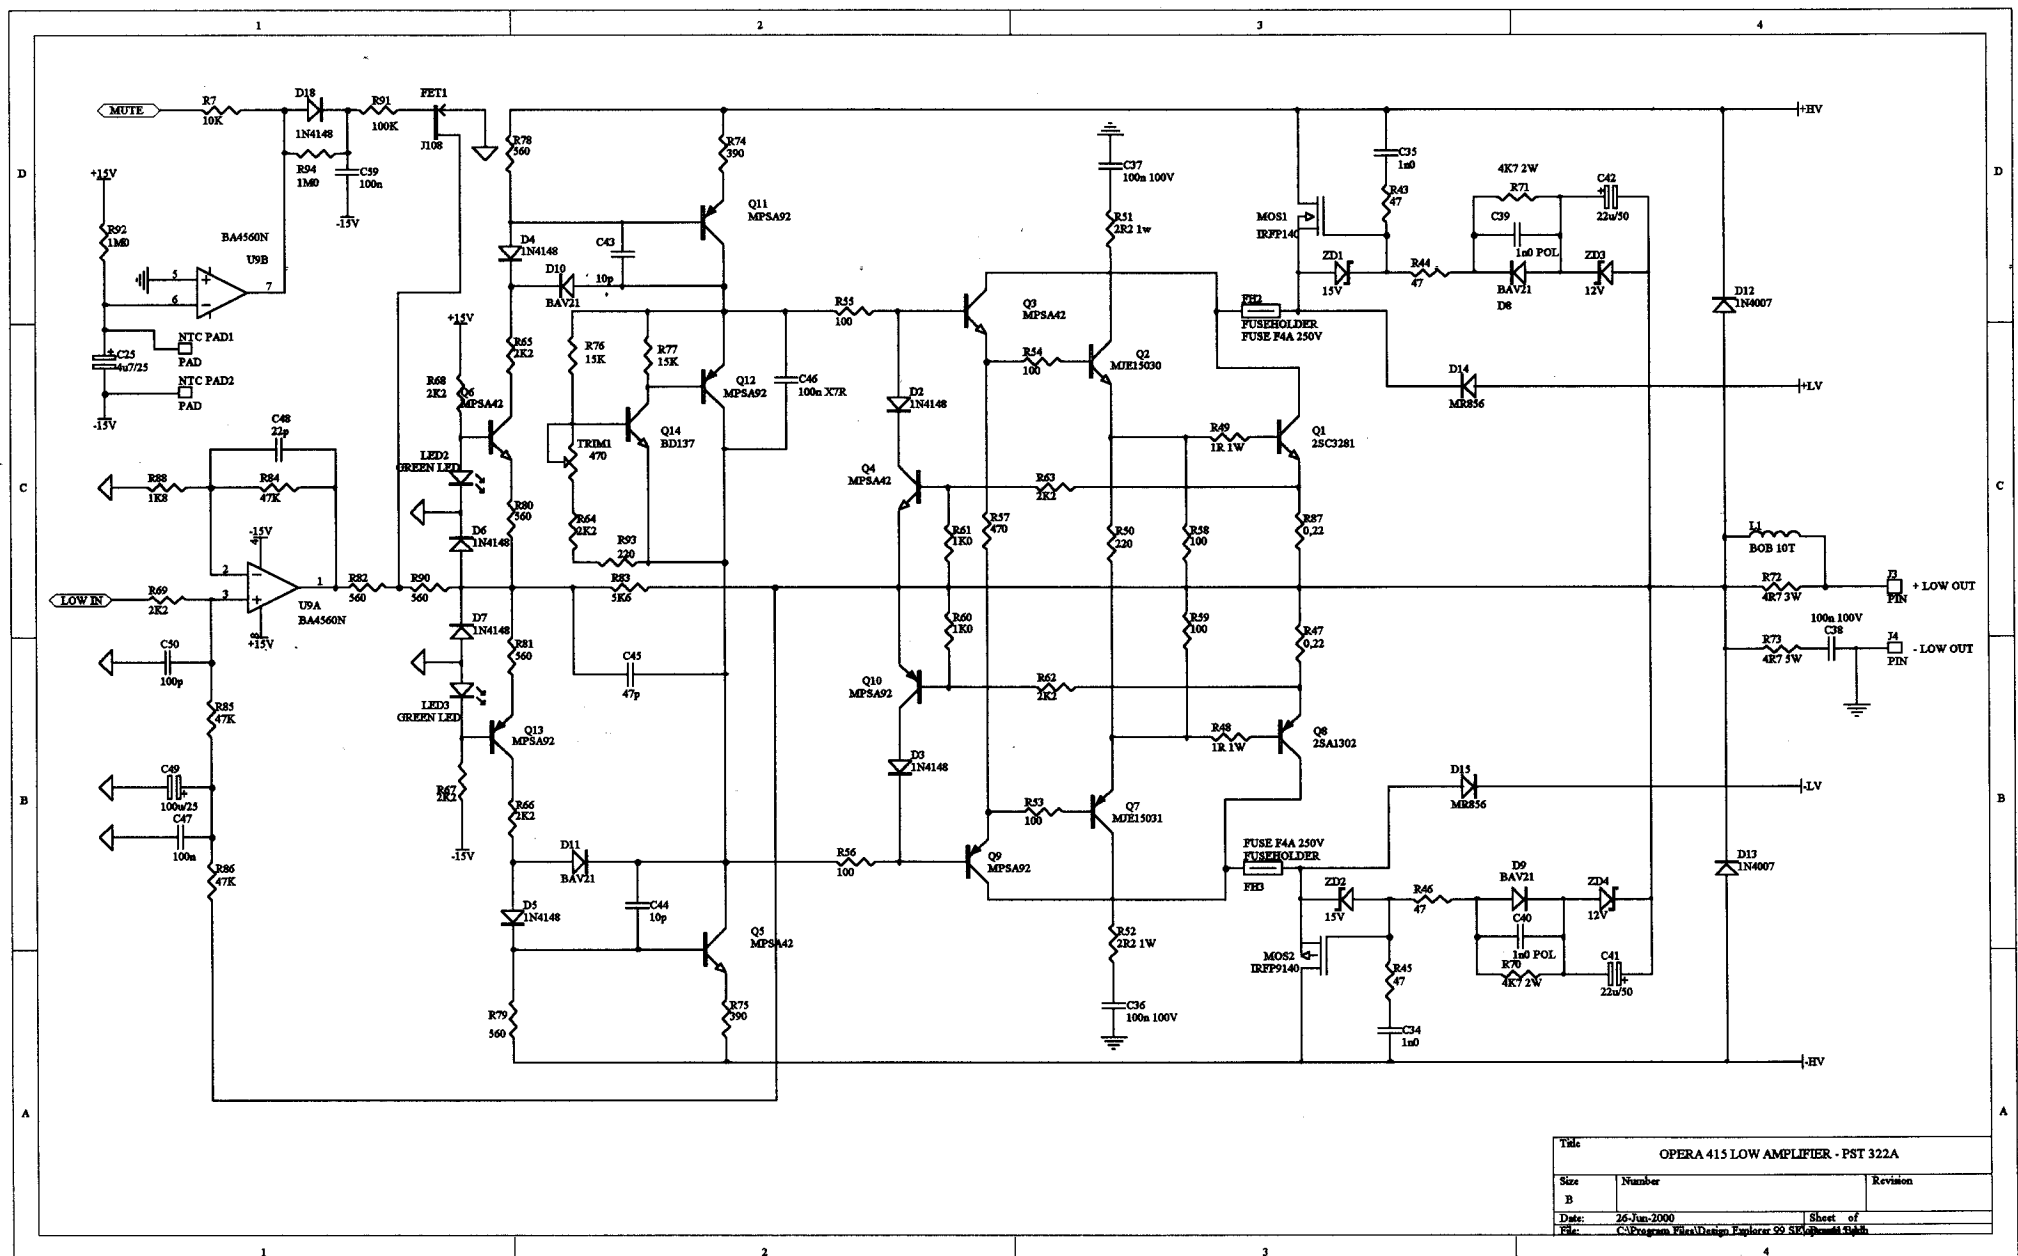 1 2 3 4
D
D
C
C
B
B
A
A
MUTE
R7
10K
D18
1N4148
R91
100K
FET1
J108
R94
1M0
C59
100n
-15V
+15V
R92
1M0
BA4560N
U9B
5
6
7
C25
4u7/25
NTC PAD1
PAD
NTC PAD2
PAD
-15V
R78
560
R74
390
Q11
MPSA92
D4
1N4148
C43
10p
D10
BAV21
+15V
R65
2K2
R68
2K2
Q6
MPSA42
R76
15K
R77
15K
Q12
MPSA92
C46
100n X7R
R55
100
Q14
BD137
TRIM1
470
LED2
GREEN LED
R80
560
D6
1N4148
R64
2K2
R93
220
C48
22p
R88
1K8
R84
47K
-15V
4
2
3
1
8
+15V
U9A
BA4560N
LOW IN
R69
2K2
R82
560
R90
560
R83
5K6
C50
100p
R85
47K
C49
100u/25
C47
100n
R86
47K
D7
1N4148
R81
560
C45
47p
LED3
GREEN LED
Q13
MPSA92
R67
2K2
-15V
R66
2K2
D11
BAV21
D5
1N4148
C44
10p
Q5
MPSA42
R79
560
R75
390
R56
100
C37
100n 100V
R51
2R2 1w
Q3
MPSA42
R54
100
Q2
MJE15030
D2
1N4148
Q4
MPSA42
R63
2K2
R61
1K0
R57
470
R50
220
R58
100
R60
1K0
R59
100
Q10
MPSA92
R62
2K2
D3
1N4148
R53
100
Q7
MJE15031
Q9
MPSA92
R52
2R2 1W
C36
100n 100V
R49
1R 1W
Q1
2SC3281
R87
0,22
R47
0,22
R48
1R 1W
Q8
2SA1302
C35
1n0
R43
47
MOS1
IRFP140
ZD1
15V
R44
47
4K7 2W
R71
C39
1n0 POL
BAV21
D8
C42
22u/50
ZD3
12V
FH2
FUSEHOLDER
FUSE F4A 250V
D14
MR856
D12
1N4007
+HV
+LV
L1
BOB 10T
R72
4R7 3W
J3
PIN
+ LOW OUT
100n 100V
C38
R73
4R7 5W
J4
PIN
- LOW OUT
D15
MR856
-LV
FUSE F4A 250V
FUSEHOLDER
FH3
ZD2
15V
R46
47
D9
BAV21
C40
1n0 POL
R70
4K7 2W
ZD4
12V
C41
22u/50
MOS2
IRFP9140
R45
47
C34
1n0
D13
1N4007
-HV
Title
OPERA 415 LOW AMPLIFIER - PST 322A
Size
B
Number
Revision
Date:
26-Jun-2000
Sheet of
File:
C:\Program Files\Design Explorer 99 SE\
1 2 3 4